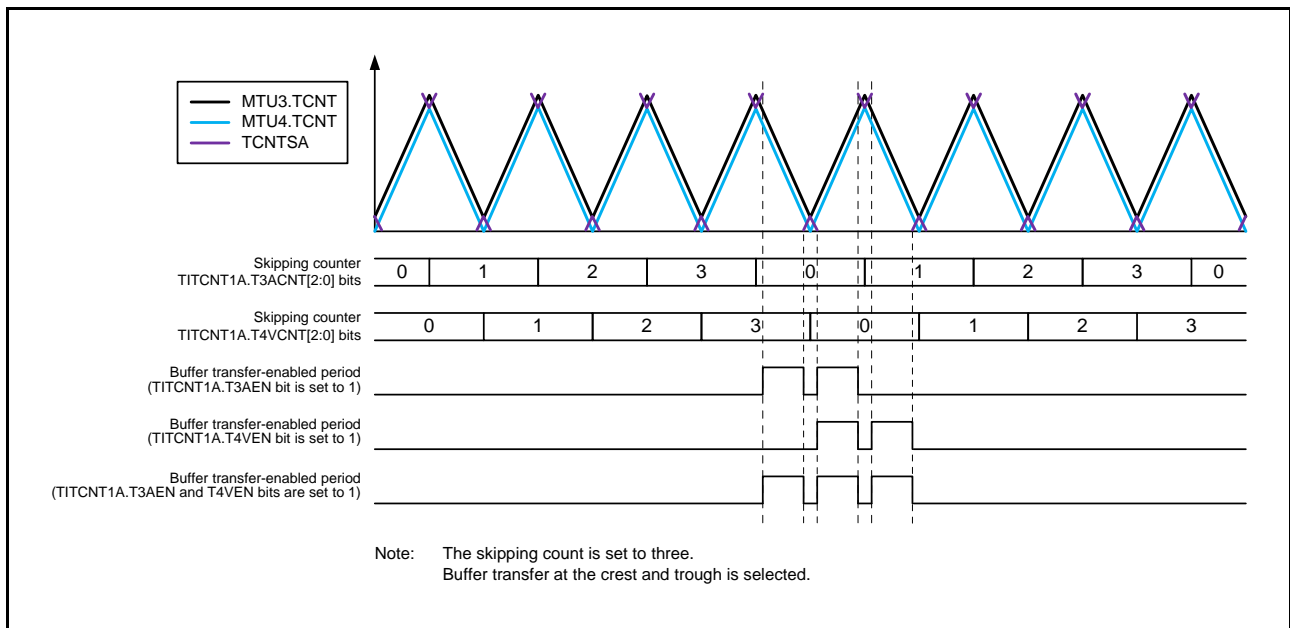 MTU3.TCNT
MTU4.TCNT
TCNTSA
Skipping counter
TITCNT1A.T3ACNT[2:0] bits
0 1 2 3 0 1 2 3 0
Skipping counter
TITCNT1A.T4VCNT[2:0] bits
0 1 2 3 0 1 2 3
Buffer transfer-enabled period
(TITCNT1A.T3AEN bit is set to 1)
Buffer transfer-enabled period
(TITCNT1A.T4VEN bit is set to 1)
Buffer transfer-enabled period
(TITCNT1A.T3AEN and T4VEN bits are set to 1)
Note: The skipping count is set to three.
Buffer transfer at the crest and trough is selected.